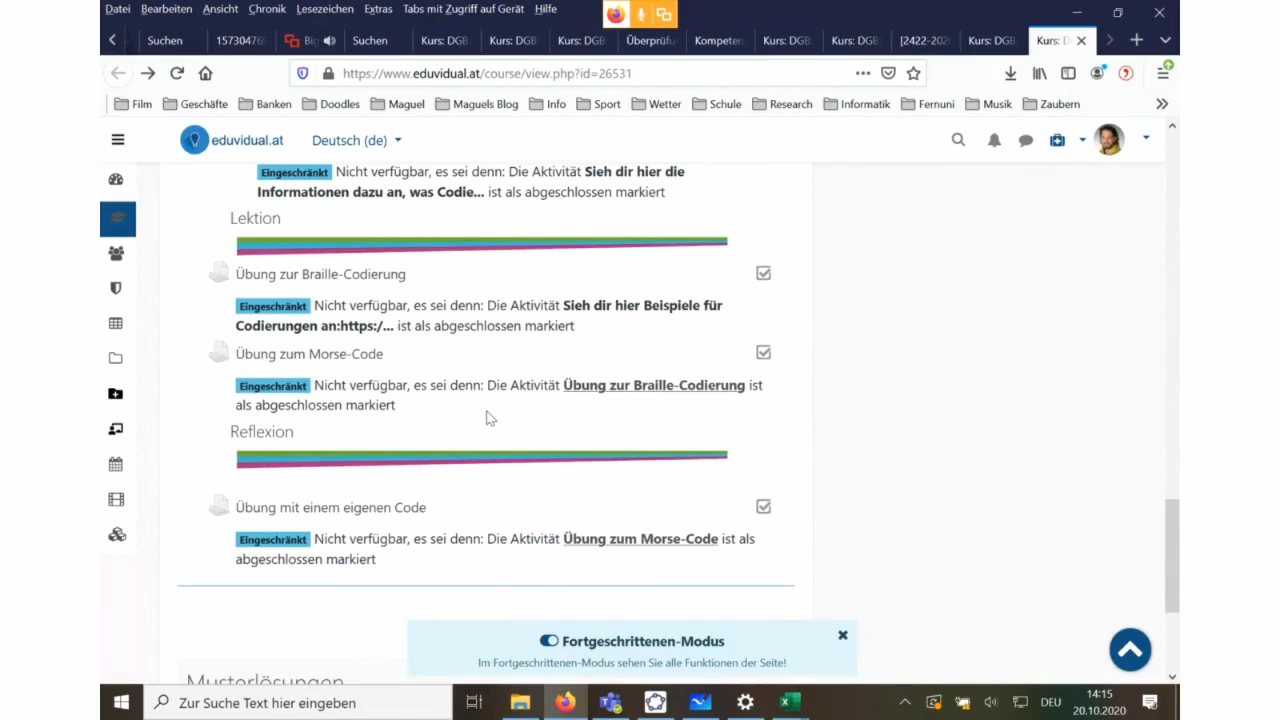 Datei Bearbeiten Ansicht Chronik Lesezeichen Extras Tabs mit Zugriff auf Gerät Hilfe
Suchen 1573047 Big Suchen Kurs: DGB Kurs: DGB Kurs: DGB Überprüfu Kompeten Kurs: DGB Kurs: DGB [2422-202 Kurs: DGB Kurs: D
https://www.eduvidual.at/course/view.php?id=26531
Film Geschäfte Banken Doodles Maguel Maguels Blog Info Sport Wetter Schule Research Informatik Fernuni Musik Zaubern
eduvidual.at Deutsch (de)
Eingeschränkt Nicht verfügbar, es sei denn: Die Aktivität Sieh dir hier die
Informationen dazu an, was Codie... ist als abgeschlossen markiert
Lektion
Übung zur Braille-Codierung
Eingeschränkt Nicht verfügbar, es sei denn: Die Aktivität Sieh dir hier Beispiele für
Codierungen an:https:/... ist als abgeschlossen markiert
Übung zum Morse-Code
Eingeschränkt Nicht verfügbar, es sei denn: Die Aktivität Übung zur Braille-Codierung ist
als abgeschlossen markiert
Reflexion
Übung mit einem eigenen Code
Eingeschränkt Nicht verfügbar, es sei denn: Die Aktivität Übung zum Morse-Code ist als
abgeschlossen markiert
Fortgeschrittenen-Modus
Im Fortgeschrittenen-Modus sehen Sie alle Funktionen der Seite!
Musterlösungen
Zur Suche Text hier eingeben
DEU
14:15
20.10.2020